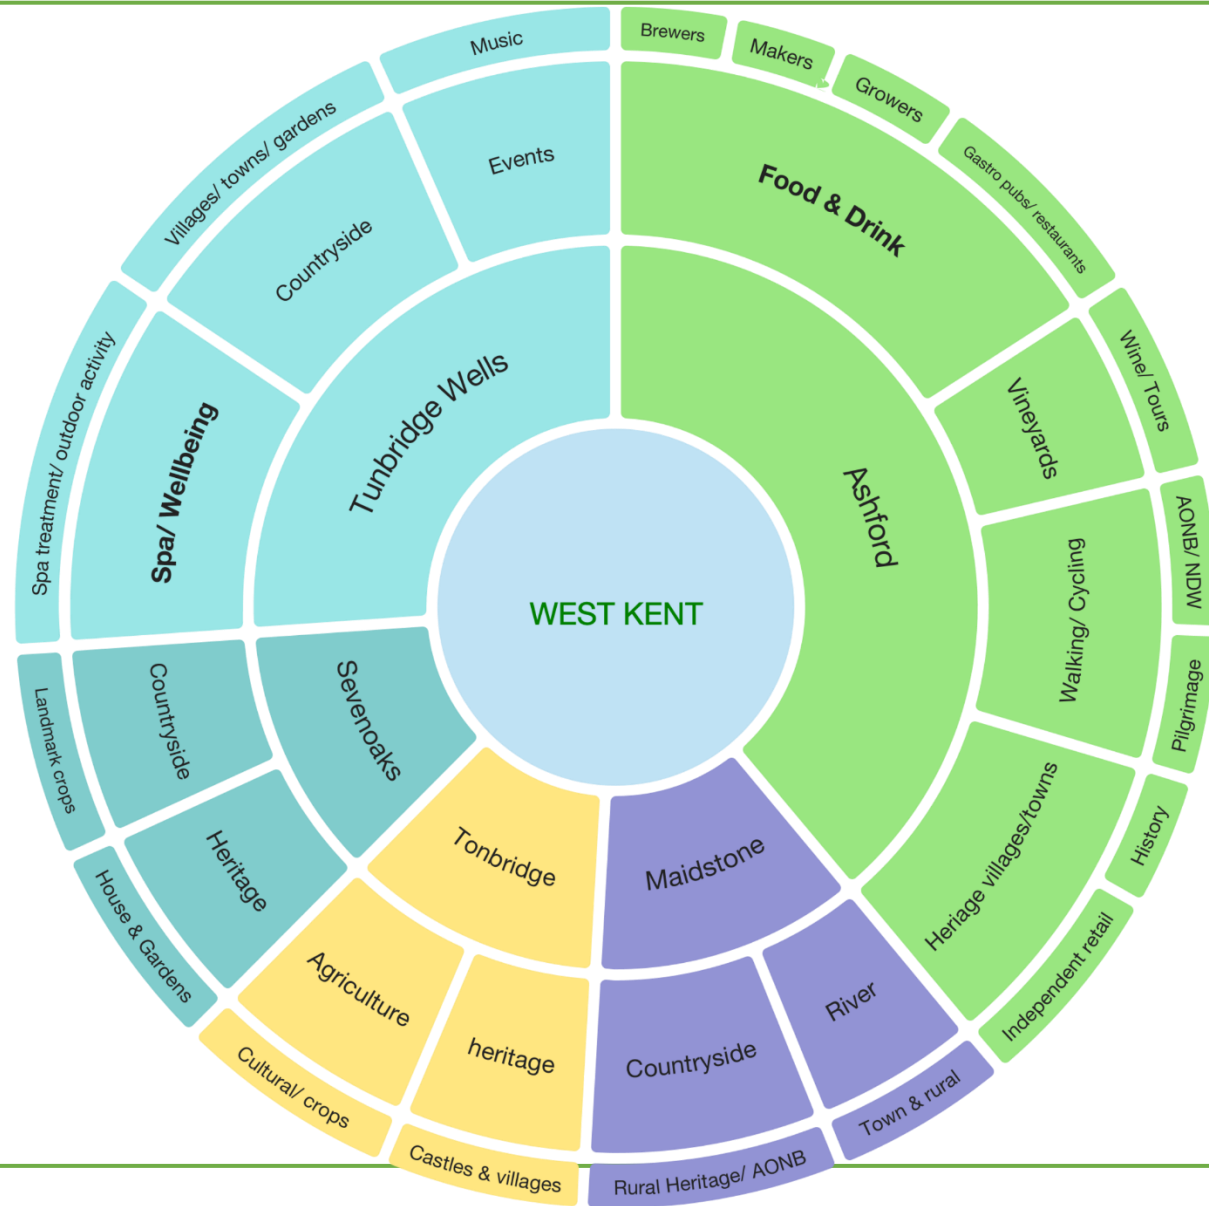 WEST KENT
Ashford
Food & Drink
Brewers
Makers
Growers
Gastro pubs/ restaurants
Vineyards
Wine/ Tours
Walking/ Cycling
AONB/ NDW
Pilgrimage
Heriage villages/towns
History
Independent retail
Maidstone
River
Town & rural
Countryside
Rural Heritage/ AONB
Tonbridge
heritage
Castles & villages
Agriculture
Cultural/ crops
Sevenoaks
Heritage
House & Gardens
Countryside
Landmark crops
Tunbridge Wells
Spa/ Wellbeing
Spa treatment/ outdoor activity
Countryside
Villages/ towns/ gardens
Events
Music